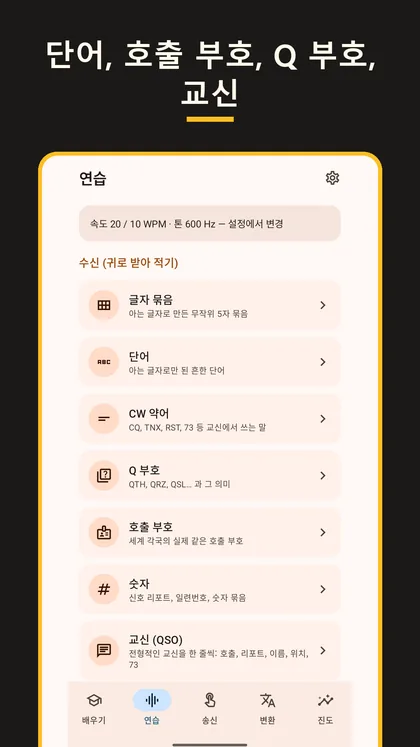 단어, 호출 부호, Q 부호,
교신
연습
속도 20 / 10 WPM · 톤 600 Hz — 설정에서 변경
수신 (귀로 받아 적기)
글자 묶음
아는 글자로 만든 무작위 5자 묶음
ABC
단어
아는 글자로만 된 흔한 단어
CW 약어
CQ, TNX, RST, 73 등 교신에서 쓰는 말
Q 부호
QTH, QRZ, QSL… 과 그 의미
호출 부호
세계 각국의 실제 같은 호출 부호
숫자
신호 리포트, 일련번호, 숫자 묶음
교신 (QSO)
전형적인 교신을 한 줄씩: 호출, 리포트, 이름, 위치,
73
배우기
연습
송신
변환
진도